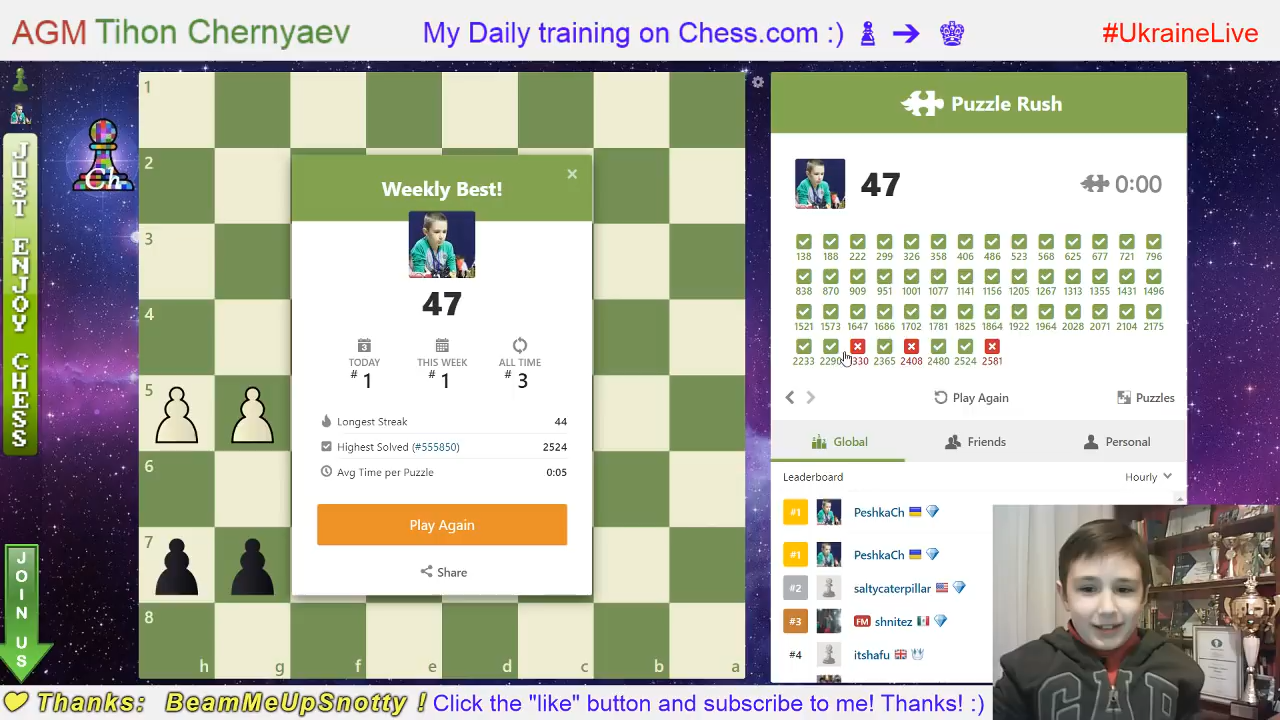 AGM Tihon Chernyaev
My Daily training on Chess.com :)
#UkraineLive
JUST ENJOY CHESS
JOIN US
Ch
1
2
3
4
5
6
7
8
h g f e d c b a
Weekly Best!
47
TODAY
#1
THIS WEEK
#1
ALL TIME
#3
Longest Streak 44
Highest Solved (#555850) 2524
Avg Time per Puzzle 0:05
Play Again
Share
Puzzle Rush
47 0:00
138 188 222 299 326 358 406 486 523 568 625 677 721 796
838 870 909 951 1001 1077 1141 1156 1205 1267 1313 1355 1431 1496
1521 1573 1647 1686 1702 1781 1825 1864 1922 1964 2028 2071 2104 2175
2233 2290 330 2365 2408 2480 2524 2581
Play Again Puzzles
Global Friends Personal
Leaderboard Hourly
#1 PeshkaCh
#1 PeshkaCh
#2 saltycaterpillar
#3 FM shnitez
#4 itshafu
GAP
Thanks: BeamMeUpSnotty ! Click the "like" button and subscribe to me! Thanks! :)